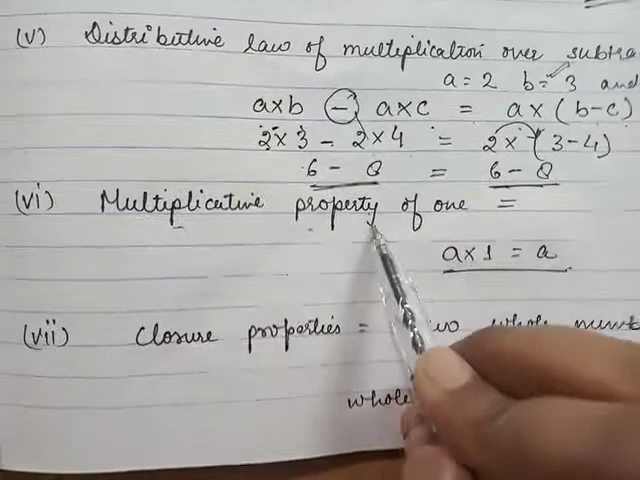 (v) Distributive law of multiplication over subtra
a = 2 b = 3 and
a×b - a×c = a×(b-c)
2×3 - 2×4 = 2×(3-4)
6 - 8 = 6 - 8
(vi) Multiplicative property of one =
a×1 = a
(vii) Closure properties = whole
whole